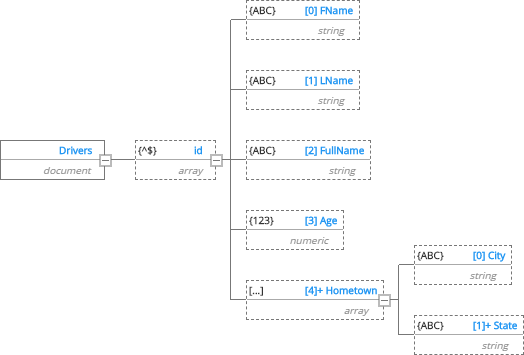 {ABC} [0] FName
string
{ABC} [1] LName
string
Drivers
document
{^$} id
array
{ABC} [2] FullName
string
{123} [3] Age
numeric
[...] [4]+ Hometown
array
{ABC} [0] City
string
{ABC} [1]+ State
string